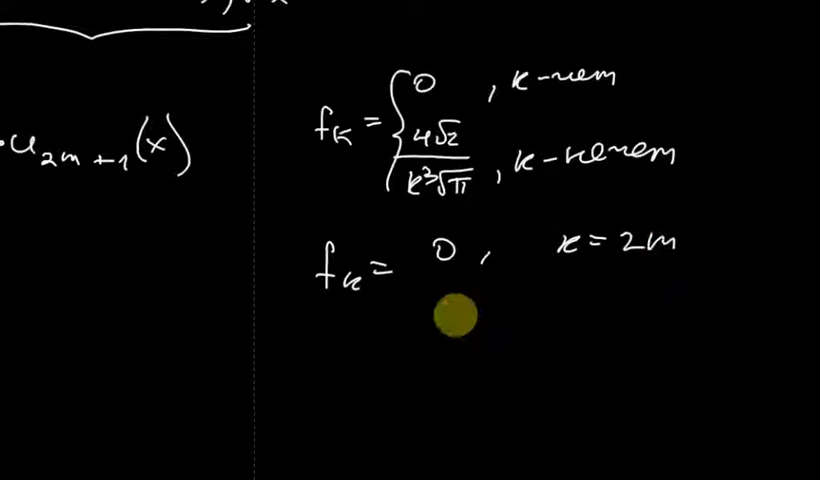 ·u_{2m+1}(x)
f_k = { 0 , к-чет
4√2 / k³√π , к-нечет
f_k = 0 , k = 2m